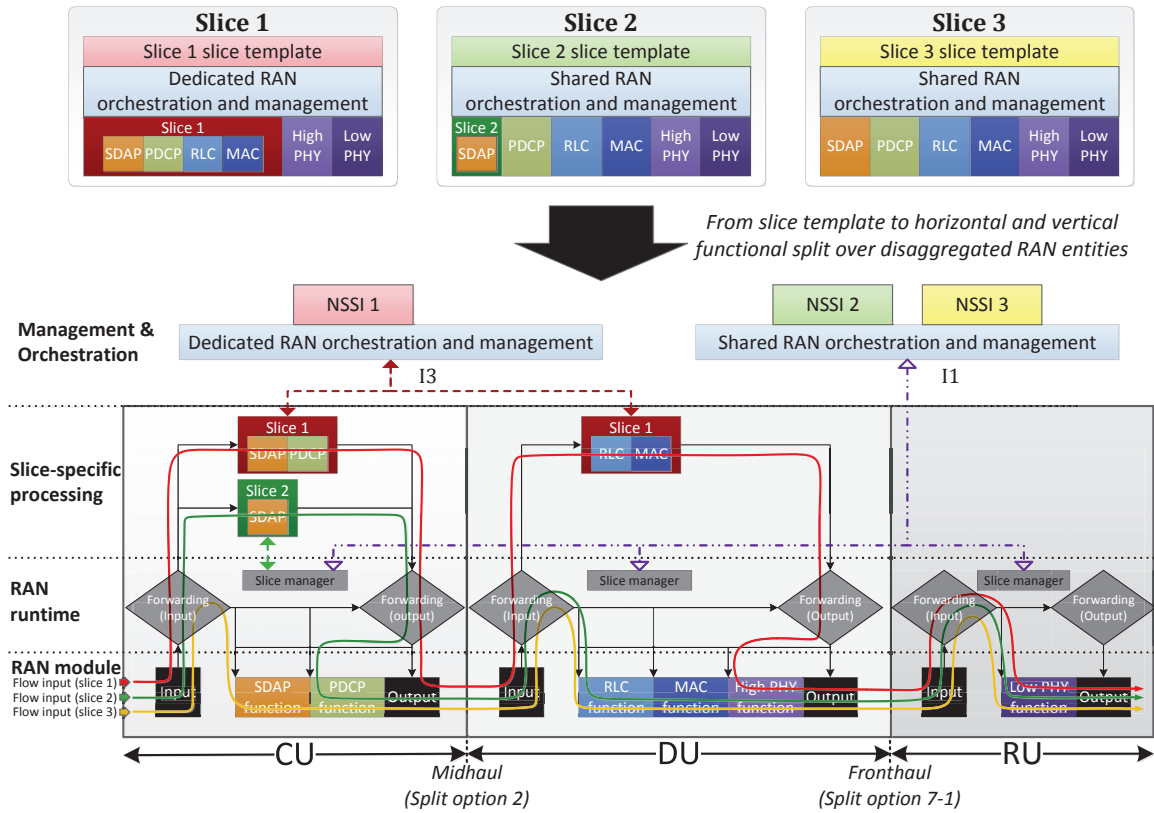 Slice 1
Slice 1 slice template
Dedicated RAN
orchestration and management
Slice 1
SDAP PDCP RLC MAC
High
PHY
Low
PHY
Slice 2
Slice 2 slice template
Shared RAN
orchestration and management
Slice 2
SDAP
PDCP RLC MAC
High
PHY
Low
PHY
Slice 3
Slice 3 slice template
Shared RAN
orchestration and management
SDAP PDCP RLC MAC
High
PHY
Low
PHY
From slice template to horizontal and vertical
functional split over disaggregated RAN entities
Management &
Orchestration
NSSI 1
Dedicated RAN orchestration and management
I3
NSSI 2
NSSI 3
Shared RAN orchestration and management
I1
Slice-specific
processing
Slice 1
SDAP PDCP
Slice 2
SDAP
Slice 1
RLC MAC
RAN
runtime
Forwarding
(Input)
Slice manager
Forwarding
(output)
Forwarding
(Input)
Slice manager
Forwarding
(Output)
Forwarding
(Input)
Slice manager
Forwarding
(Output)
RAN module
Flow input (slice 1)
Flow input (slice 2)
Flow input (slice 3)
Input
SDAP
function
PDCP
function
Output
Input
RLC
function
MAC
function
High PHY
function
Output
Input
Low PHY
function
Output
CU
DU
RU
Midhaul
(Split option 2)
Fronthaul
(Split option 7-1)